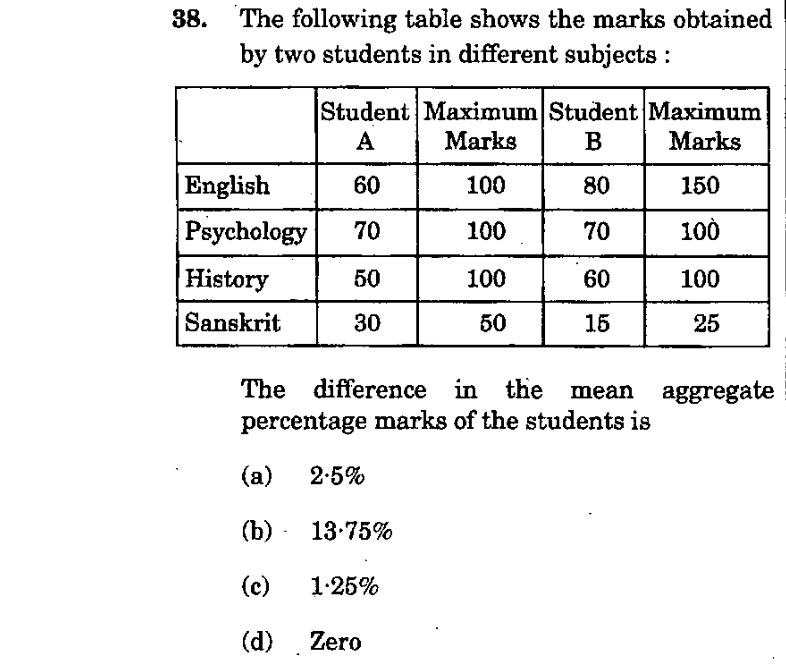 38. The following table shows the marks obtained
by two students in different subjects :
Student Maximum Student Maximum
A Marks B Marks
English 60 100 80 150
Psychology 70 100 70 100
History 50 100 60 100
Sanskrit 30 50 15 25
The difference in the mean aggregate
percentage marks of the students is
(a) 2·5%
(b) 13·75%
(c) 1·25%
(d) Zero